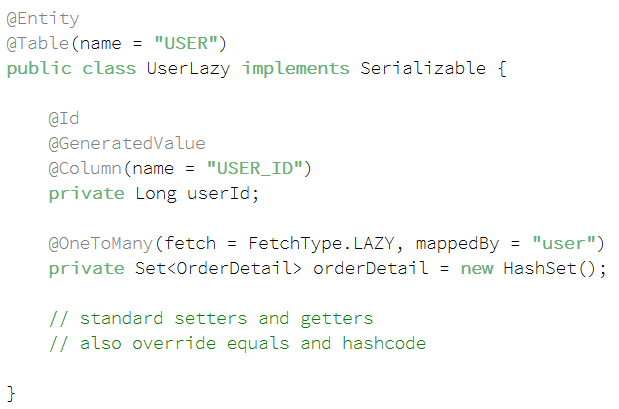 @Entity
@Table(name = "USER")
public class UserLazy implements Serializable {
@Id
@GeneratedValue
@Column(name = "USER_ID")
private Long userId;
@OneToMany(fetch = FetchType.LAZY, mappedBy = "user")
private Set<OrderDetail> orderDetail = new HashSet();
// standard setters and getters
// also override equals and hashcode
}